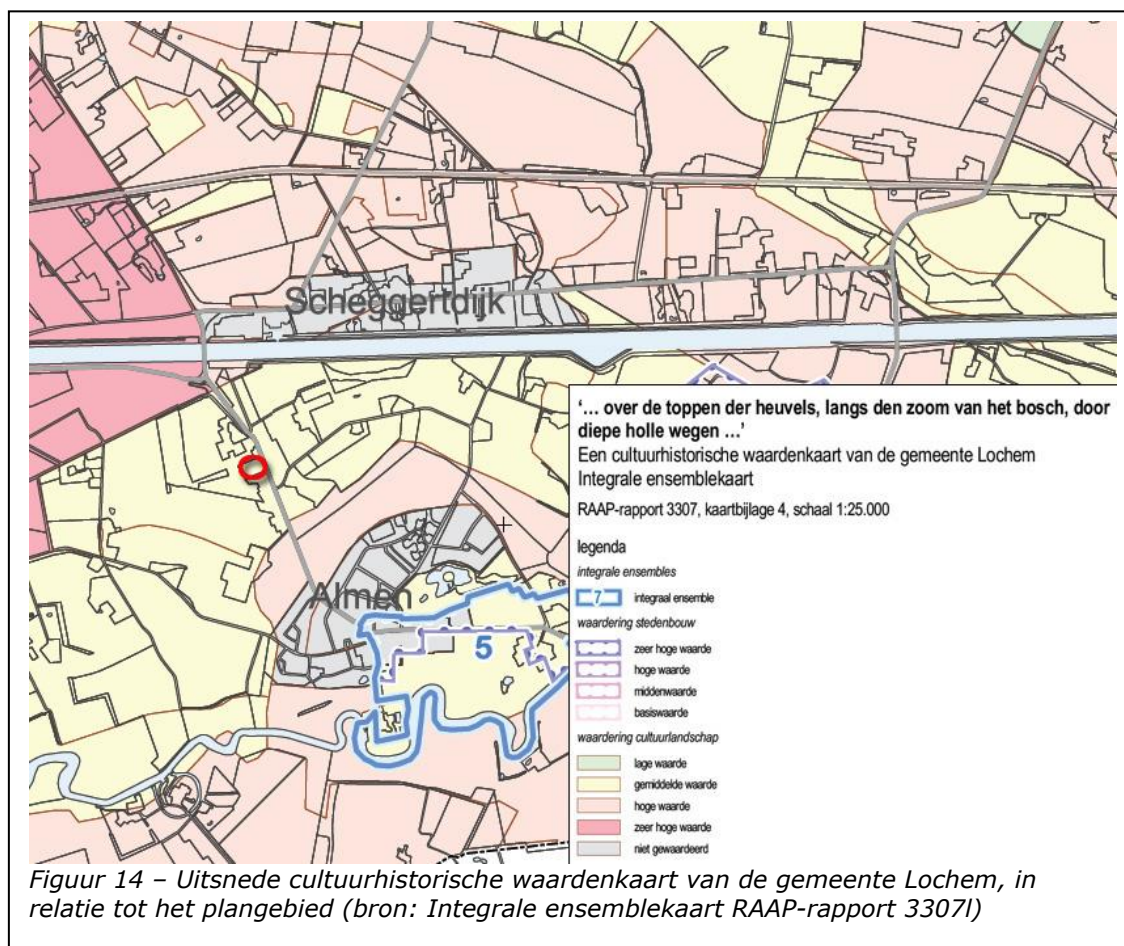 Scheggertdijk
Almen
5
'... over de toppen der heuvels, langs den zoom van het bosch, door
diepe holle wegen ...'
Een cultuurhistorische waardenkaart van de gemeente Lochem
Integrale ensemblekaart
RAAP-rapport 3307, kaartbijlage 4, schaal 1:25.000
legenda
integrale ensembles
7 integraal ensemble
waardering stedenbouw
zeer hoge waarde
hoge waarde
middenwaarde
basiswaarde
waardering cultuurlandschap
lage waarde
gemiddelde waarde
hoge waarde
zeer hoge waarde
niet gewaardeerd
Figuur 14 – Uitsnede cultuurhistorische waardenkaart van de gemeente Lochem, in
relatie tot het plangebied (bron: Integrale ensemblekaart RAAP-rapport 3307l)